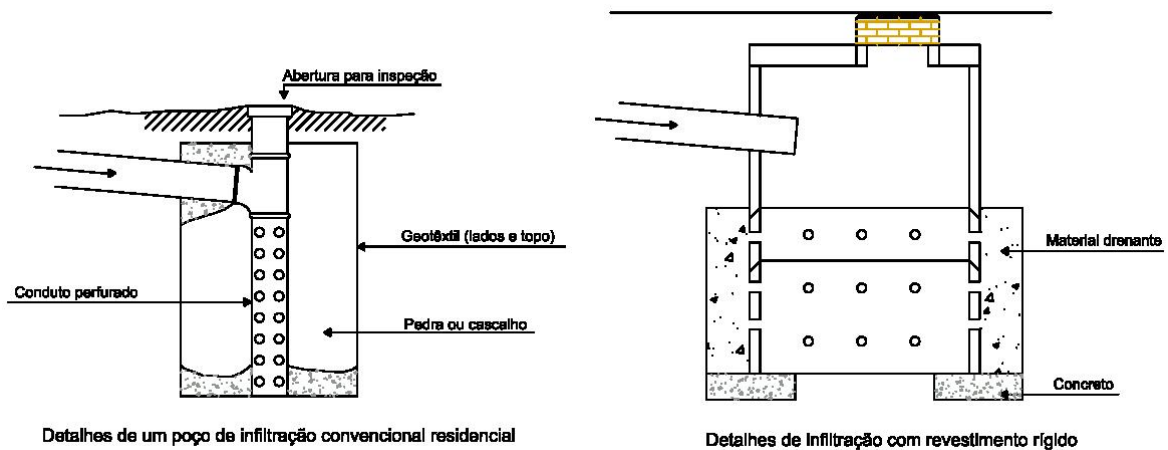 Abertura para inspeção
Geotêxtil (lados e topo)
Conduto perfurado
Pedra ou cascalho
Detalhes de um poço de infiltração convencional residencial
Material drenante
Concreto
Detalhes de infiltração com revestimento rígido